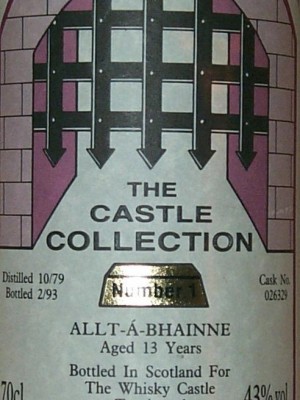 THE
CASTLE
COLLECTION
Distilled 10/79
Bottled 2/93
Number 1
Cask No.
026329
ALLT-Á-BHAINNE
Aged 13 Years
Bottled In Scotland For
70cl The Whisky Castle 43% vol